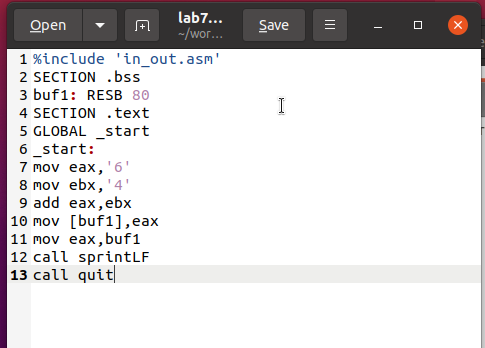 Open
lab7...
~/wor...
Save
1 %include 'in_out.asm'
2 SECTION .bss
3 buf1: RESB 80
4 SECTION .text
5 GLOBAL _start
6 _start:
7 mov eax,'6'
8 mov ebx,'4'
9 add eax,ebx
10 mov [buf1],eax
11 mov eax,buf1
12 call sprintLF
13 call quit